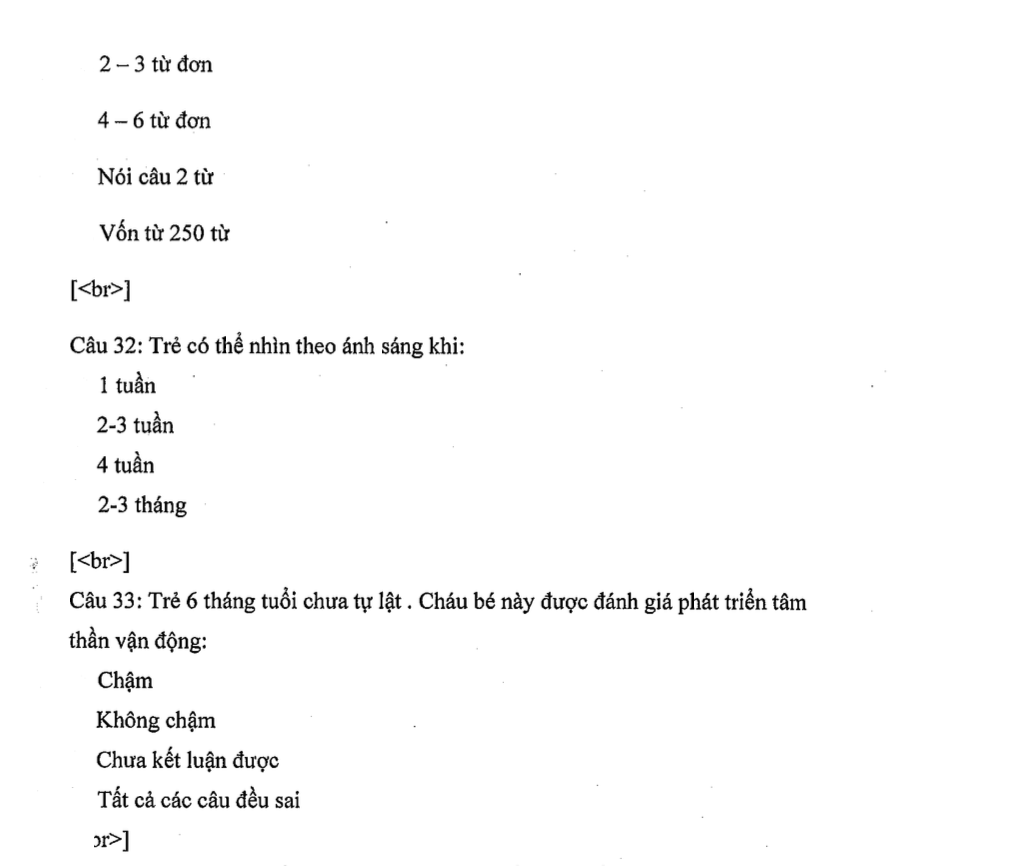 2 – 3 từ đơn
4 – 6 từ đơn
Nói câu 2 từ
Vốn từ 250 từ
[<br>]
Câu 32: Trẻ có thể nhìn theo ánh sáng khi:
1 tuần
2-3 tuần
4 tuần
2-3 tháng
[<br>]
Câu 33: Trẻ 6 tháng tuổi chưa tự lật . Cháu bé này được đánh giá phát triển tâm
thần vận động:
Chậm
Không chậm
Chưa kết luận được
Tất cả các câu đều sai
r>]